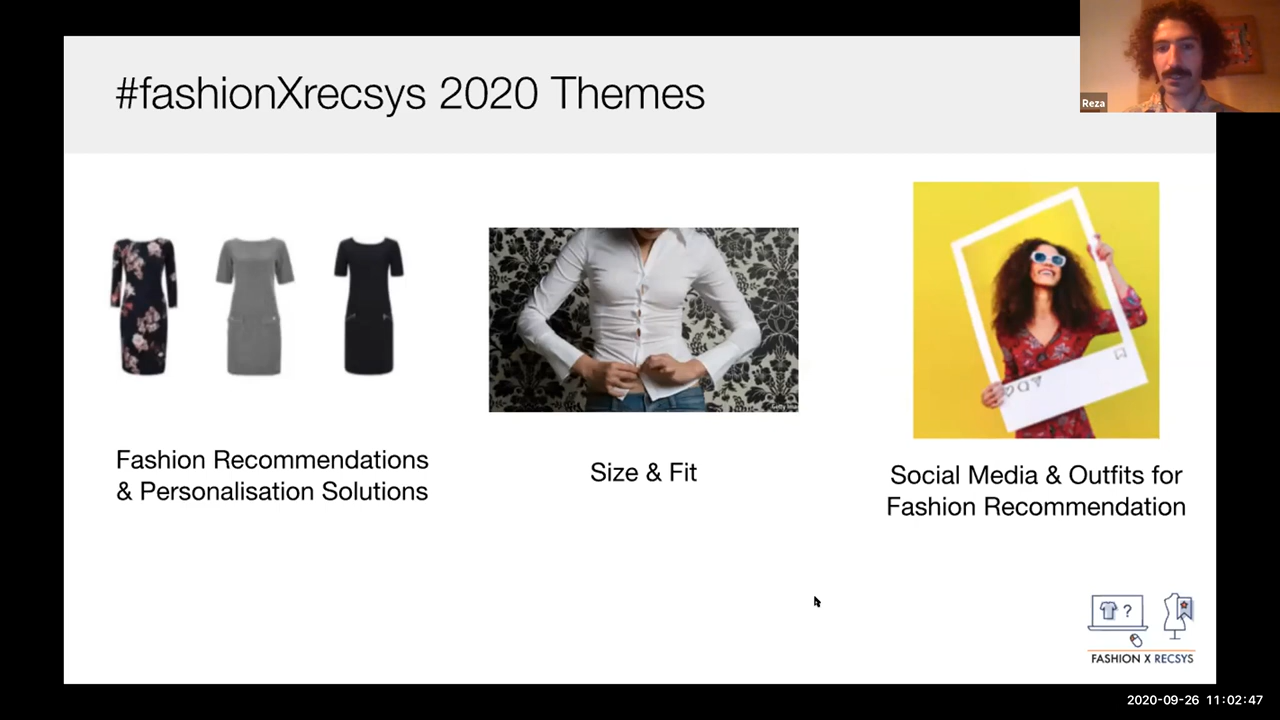 #fashionXrecsys 2020 Themes
Reza
Fashion Recommendations
& Personalisation Solutions
Size & Fit
Social Media & Outfits for
Fashion Recommendation
?
FASHION X RECSYS
2020-09-26 11:02:47